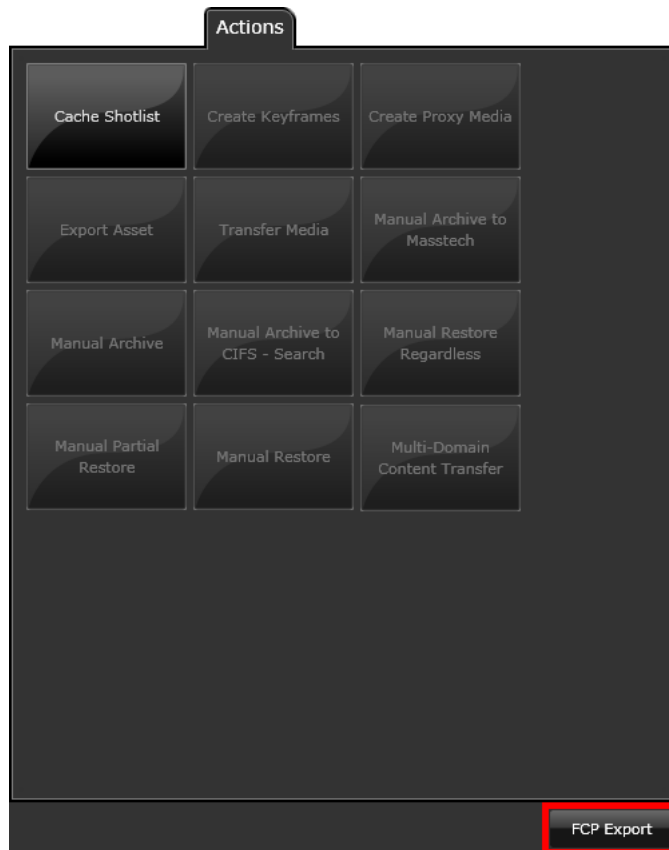 Actions
Cache Shotlist
Create Keyframes
Create Proxy Media
Export Asset
Transfer Media
Manual Archive to
Masstech
Manual Archive
Manual Archive to
CIFS - Search
Manual Restore
Regardless
Manual Partial
Restore
Manual Restore
Multi-Domain
Content Transfer
FCP Export